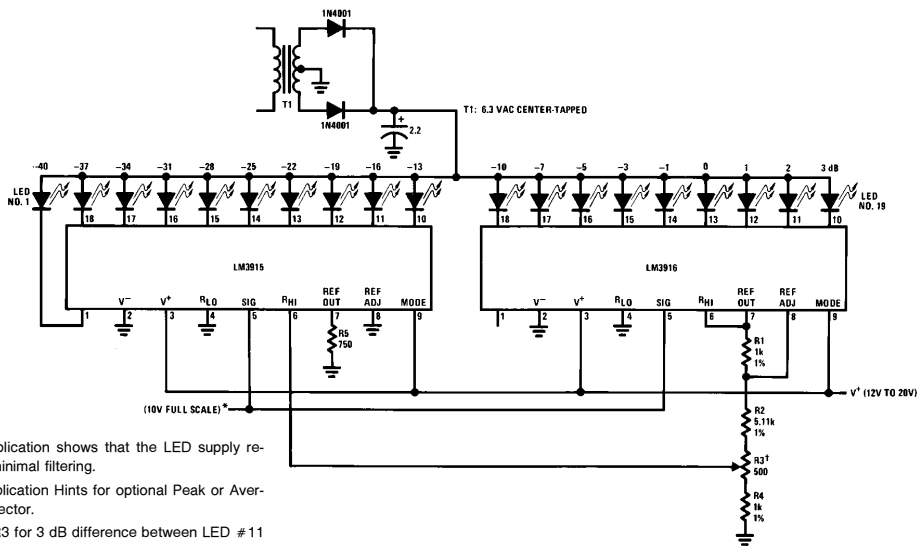 1N4001
T1
1N4001
T1: 6.3 VAC CENTER-TAPPED
+
2.2
-40 -37 -34 -31 -28 -25 -22 -19 -16 -13 -10 -7 -5 -3 -1 0 1 2 3 dB
LED NO. 1
LED NO. 19
18 17 16 15 14 13 12 11 10
18 17 16 15 14 13 12 11 10
LM3915
LM3916
V- V+ RLO SIG RHI REF OUT REF ADJ MODE
V- V+ RLO SIG RHI REF OUT REF ADJ MODE
1 2 3 4 5 6 7 8 9
1 2 3 4 5 6 7 8 9
R5
750
R1
1k
1%
V+ (12V TO 20V)
(10V FULL SCALE)*
R2
5.11k
1%
R3†
500
R4
1k
1%
plication shows that the LED supply re-
minimal filtering.
plication Hints for optional Peak or Aver-
ector.
R3 for 3 dB difference between LED #11